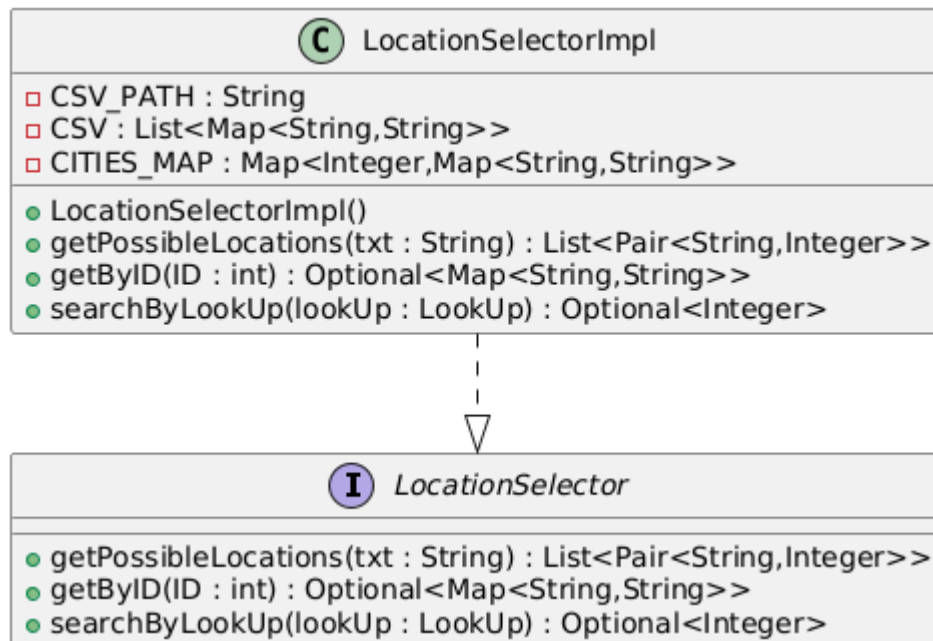 C LocationSelectorImpl
CSV_PATH : String
CSV : List<Map<String,String>>
CITIES_MAP : Map<Integer,Map<String,String>>
LocationSelectorImpl()
getPossibleLocations(txt : String) : List<Pair<String,Integer>>
getByID(ID : int) : Optional<Map<String,String>>
searchByLookUp(lookUp : LookUp) : Optional<Integer>
I LocationSelector
getPossibleLocations(txt : String) : List<Pair<String,Integer>>
getByID(ID : int) : Optional<Map<String,String>>
searchByLookUp(lookUp : LookUp) : Optional<Integer>